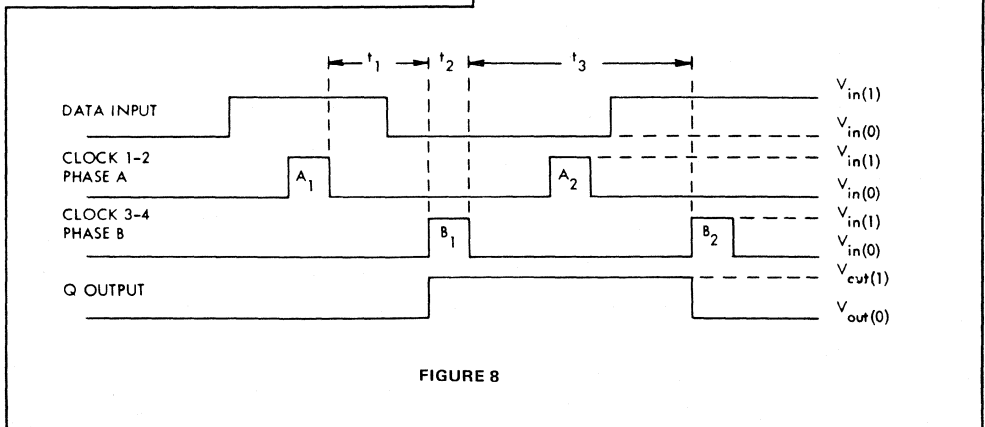 t1 t2 t3
DATA INPUT
Vin(1)
Vin(0)
CLOCK 1-2
PHASE A
A1
A2
Vin(1)
Vin(0)
CLOCK 3-4
PHASE B
B1
B2
Vin(1)
Vin(0)
Q OUTPUT
Vcut(1)
Vout(0)
FIGURE 8